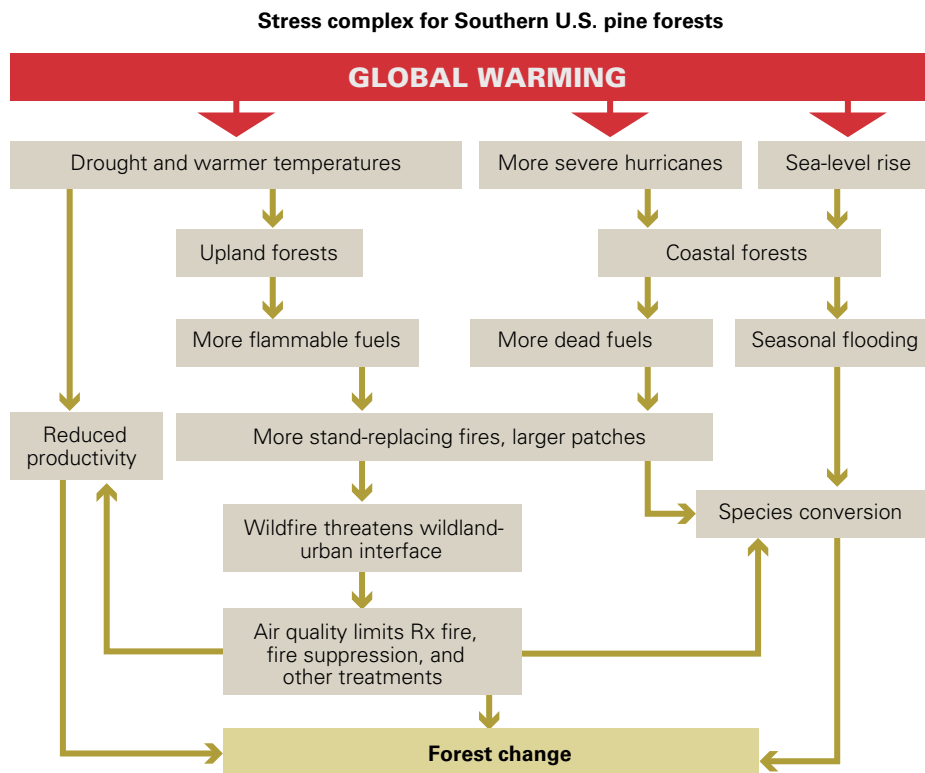 Stress complex for Southern U.S. pine forests
GLOBAL WARMING
Drought and warmer temperatures
More severe hurricanes
Sea-level rise
Upland forests
Coastal forests
More flammable fuels
More dead fuels
Seasonal flooding
Reduced
productivity
More stand-replacing fires, larger patches
Species conversion
Wildfire threatens wildland-
urban interface
Air quality limits Rx fire,
fire suppression, and
other treatments
Forest change